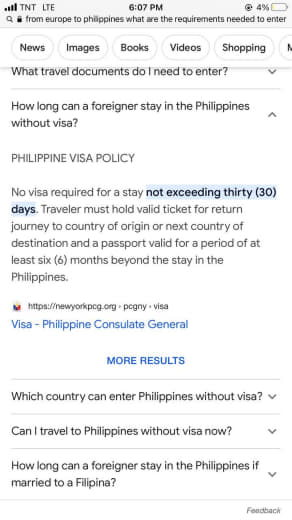 TNT LTE 6:07 PM 4%
from europe to philippines what are the requirements needed to enter
News Images Books Videos Shopping
What travel documents do I need to enter?
How long can a foreigner stay in the Philippines
without visa?
PHILIPPINE VISA POLICY
No visa required for a stay not exceeding thirty (30)
days. Traveler must hold valid ticket for return
journey to country of origin or next country of
destination and a passport valid for a period of at
least six (6) months beyond the stay in the
Philippines.
https://newyorkpcg.org › pcgny › visa
Visa - Philippine Consulate General
MORE RESULTS
Which country can enter Philippines without visa?
Can I travel to Philippines without visa now?
How long can a foreigner stay in the Philippines if
married to a Filipina?
Feedback